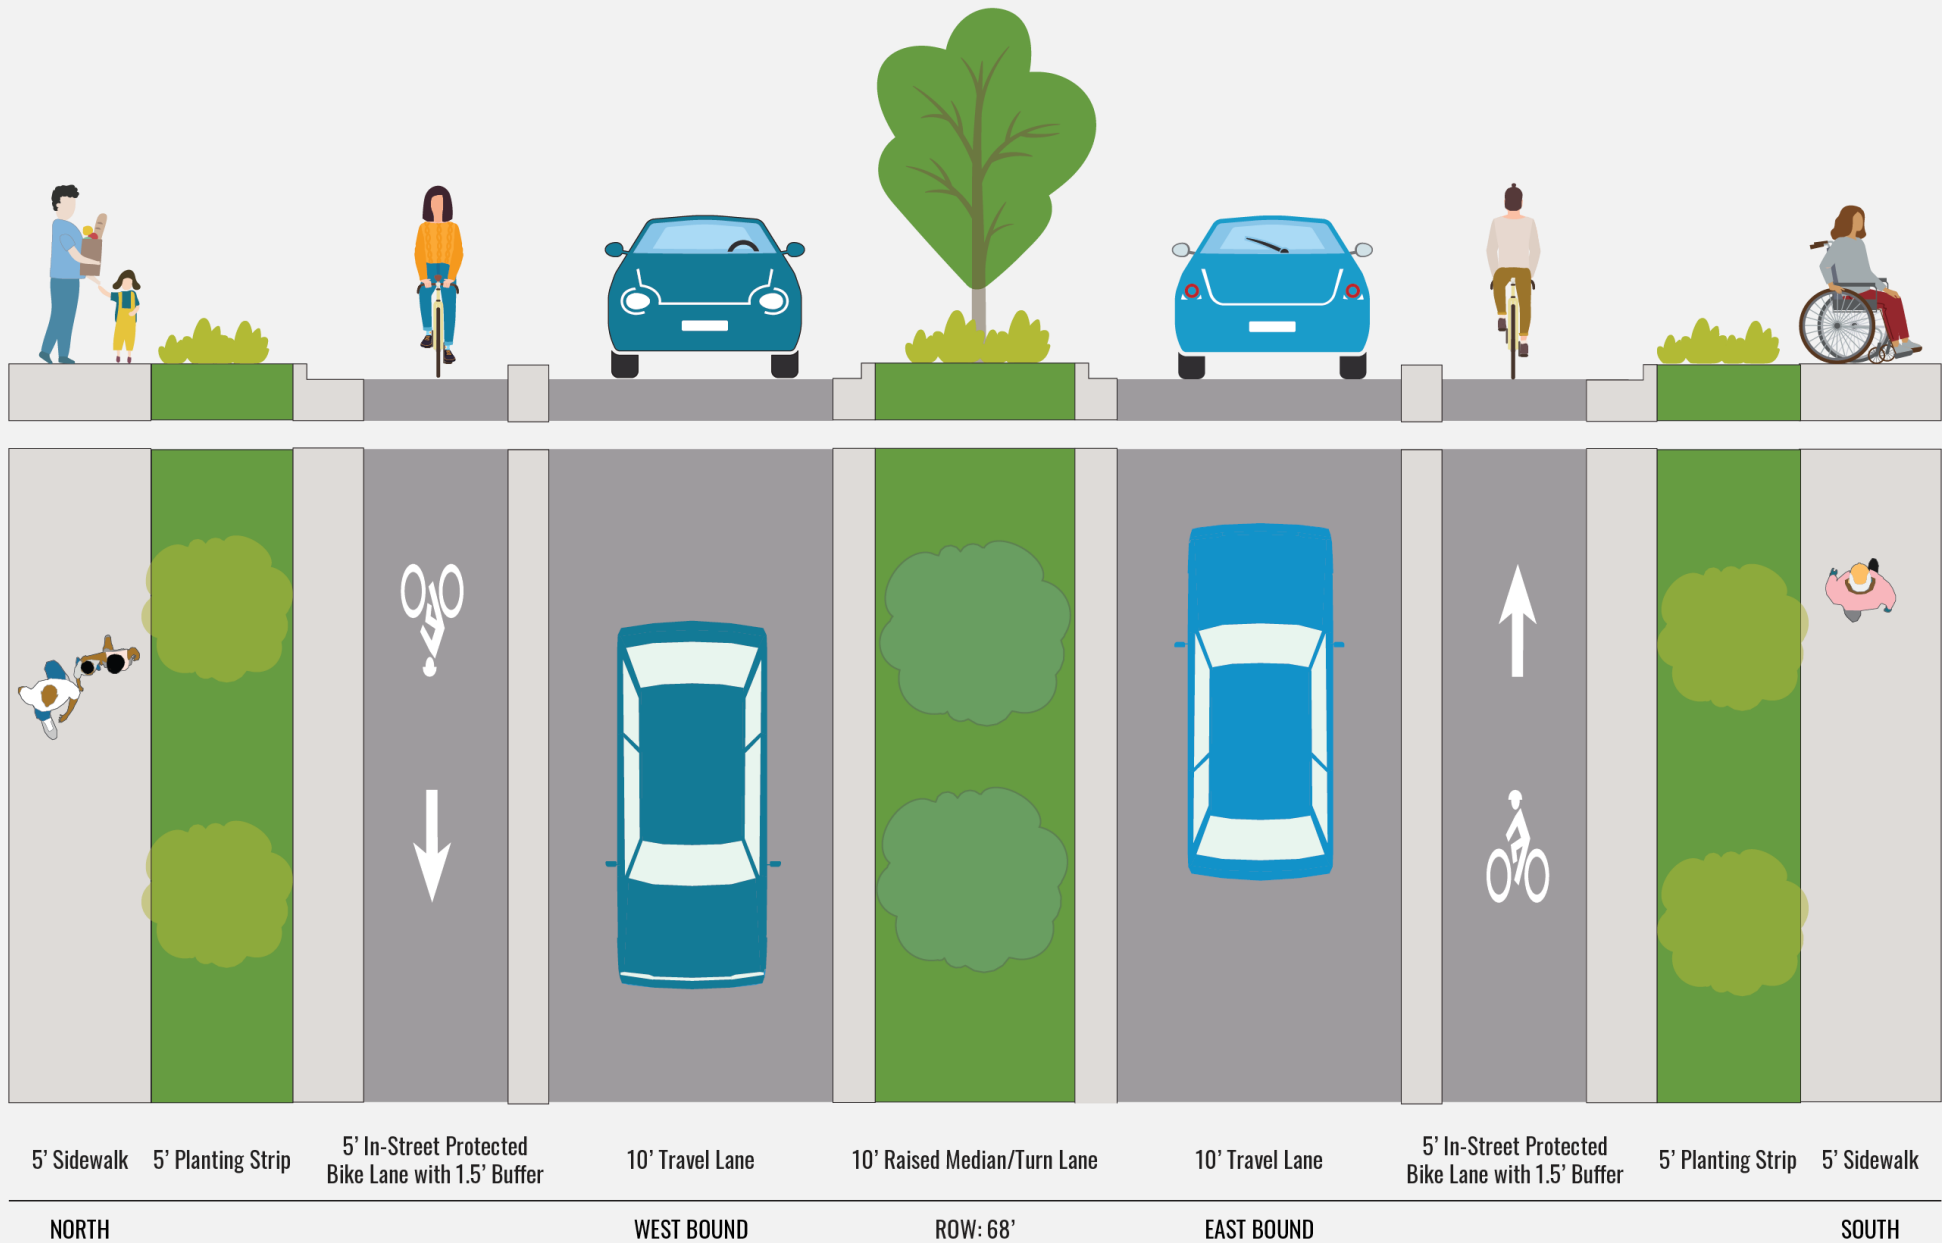 5’ Sidewalk
5’ Planting Strip
5’ In-Street Protected
Bike Lane with 1.5’ Buffer
10’ Travel Lane
10’ Raised Median/Turn Lane
10’ Travel Lane
5’ In-Street Protected
Bike Lane with 1.5’ Buffer
5’ Planting Strip
5’ Sidewalk
NORTH
WEST BOUND
ROW: 68’
EAST BOUND
SOUTH